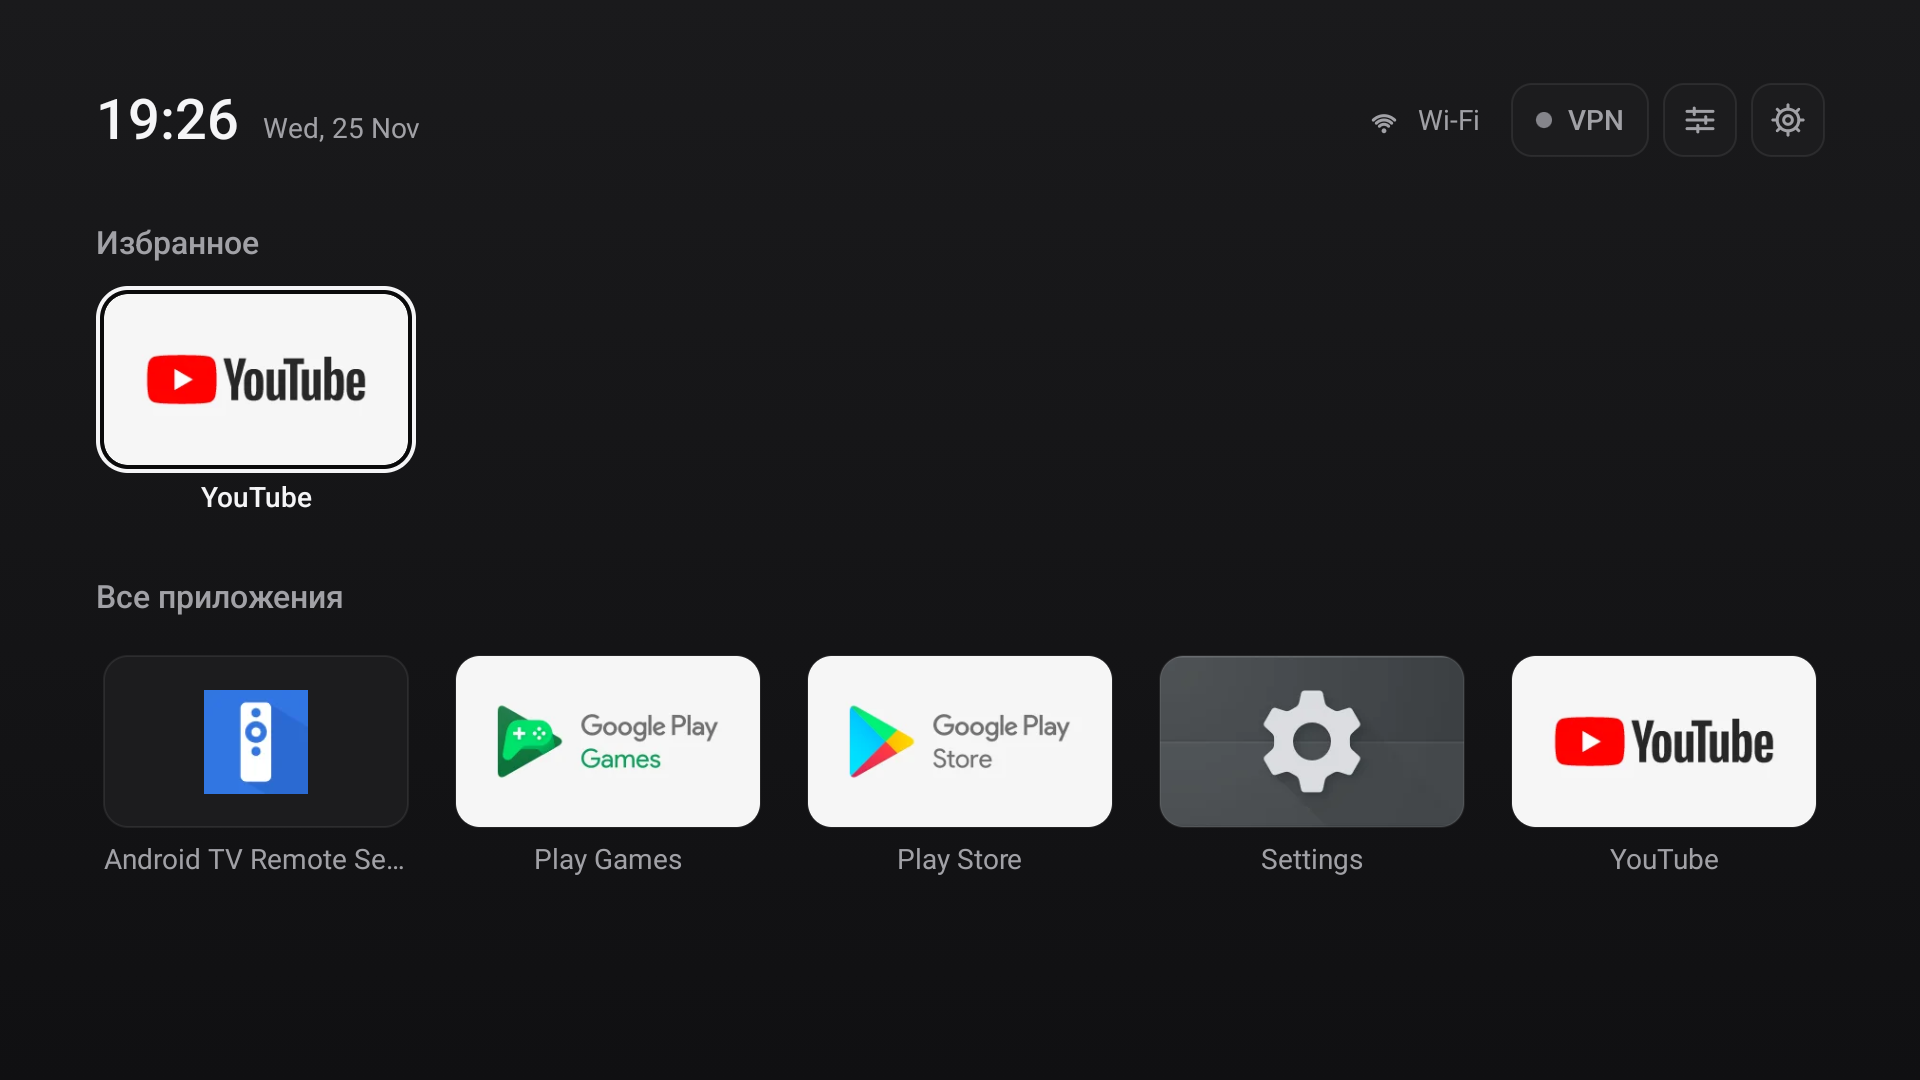 19:26 Wed, 25 Nov
Wi-Fi
VPN
Избранное
YouTube
YouTube
Все приложения
Google Play
Games
Google Play
Store
YouTube
Android TV Remote Se...
Play Games
Play Store
Settings
YouTube